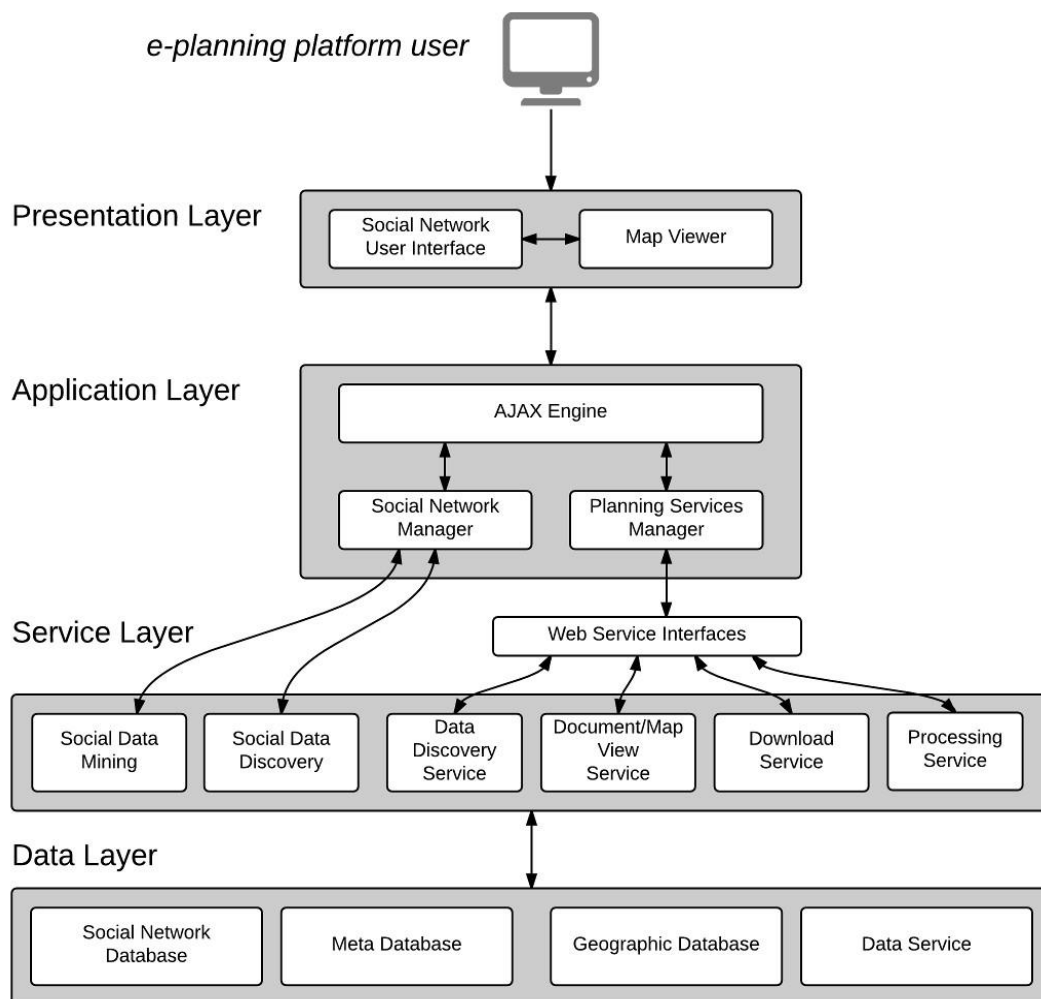 e-planning platform user
Presentation Layer
Social Network
User Interface
Map Viewer
Application Layer
AJAX Engine
Social Network
Manager
Planning Services
Manager
Service Layer
Web Service Interfaces
Social Data
Mining
Social Data
Discovery
Data
Discovery
Service
Document/Map
View
Service
Download
Service
Processing
Service
Data Layer
Social Network
Database
Meta Database
Geographic Database
Data Service